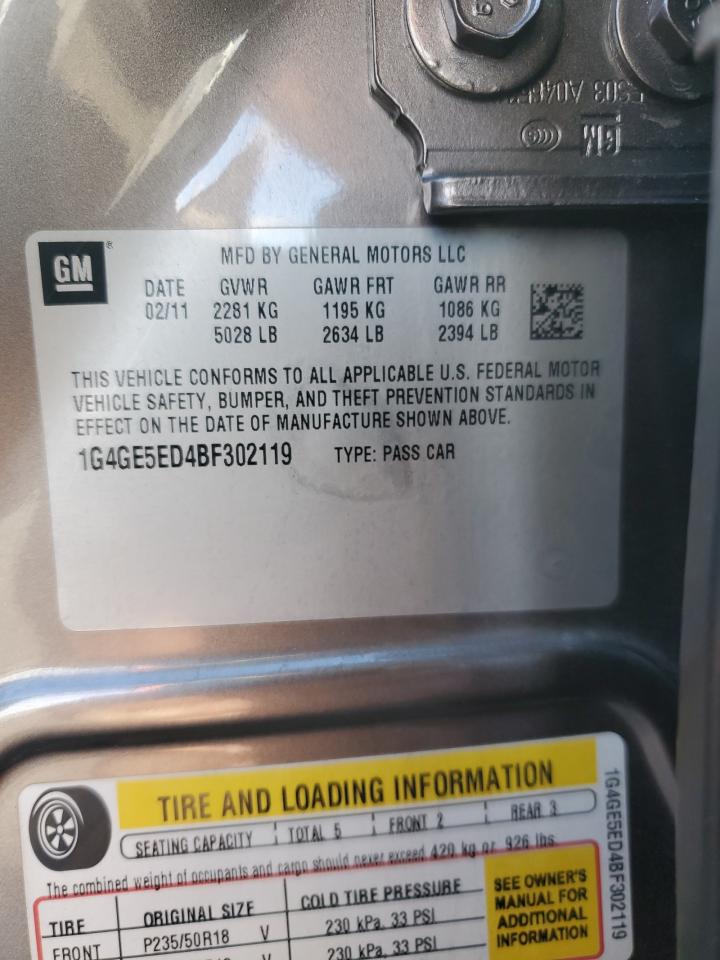 GM
MFD BY GENERAL MOTORS LLC
DATE GVWR GAWR FRT GAWR RR
02/11 2281 KG 1195 KG 1086 KG
5028 LB 2634 LB 2394 LB
THIS VEHICLE CONFORMS TO ALL APPLICABLE U.S. FEDERAL MOTOR
VEHICLE SAFETY, BUMPER, AND THEFT PREVENTION STANDARDS IN
EFFECT ON THE DATE OF MANUFACTURE SHOWN ABOVE.
1G4GE5ED4BF302119 TYPE: PASS CAR
TIRE AND LOADING INFORMATION
SEATING CAPACITY TOTAL 5 FRONT 2 REAR 3
The combined weight of occupants and cargo should never exceed 420 kg or 926 lbs.
TIRE ORIGINAL SIZE COLD TIRE PRESSURE
FRONT P235/50R18 V 230 kPa, 33 PSI
V 230 kPa, 33 PSI
SEE OWNER'S
MANUAL FOR
ADDITIONAL
INFORMATION
1G4GE5ED4BF302119
GM